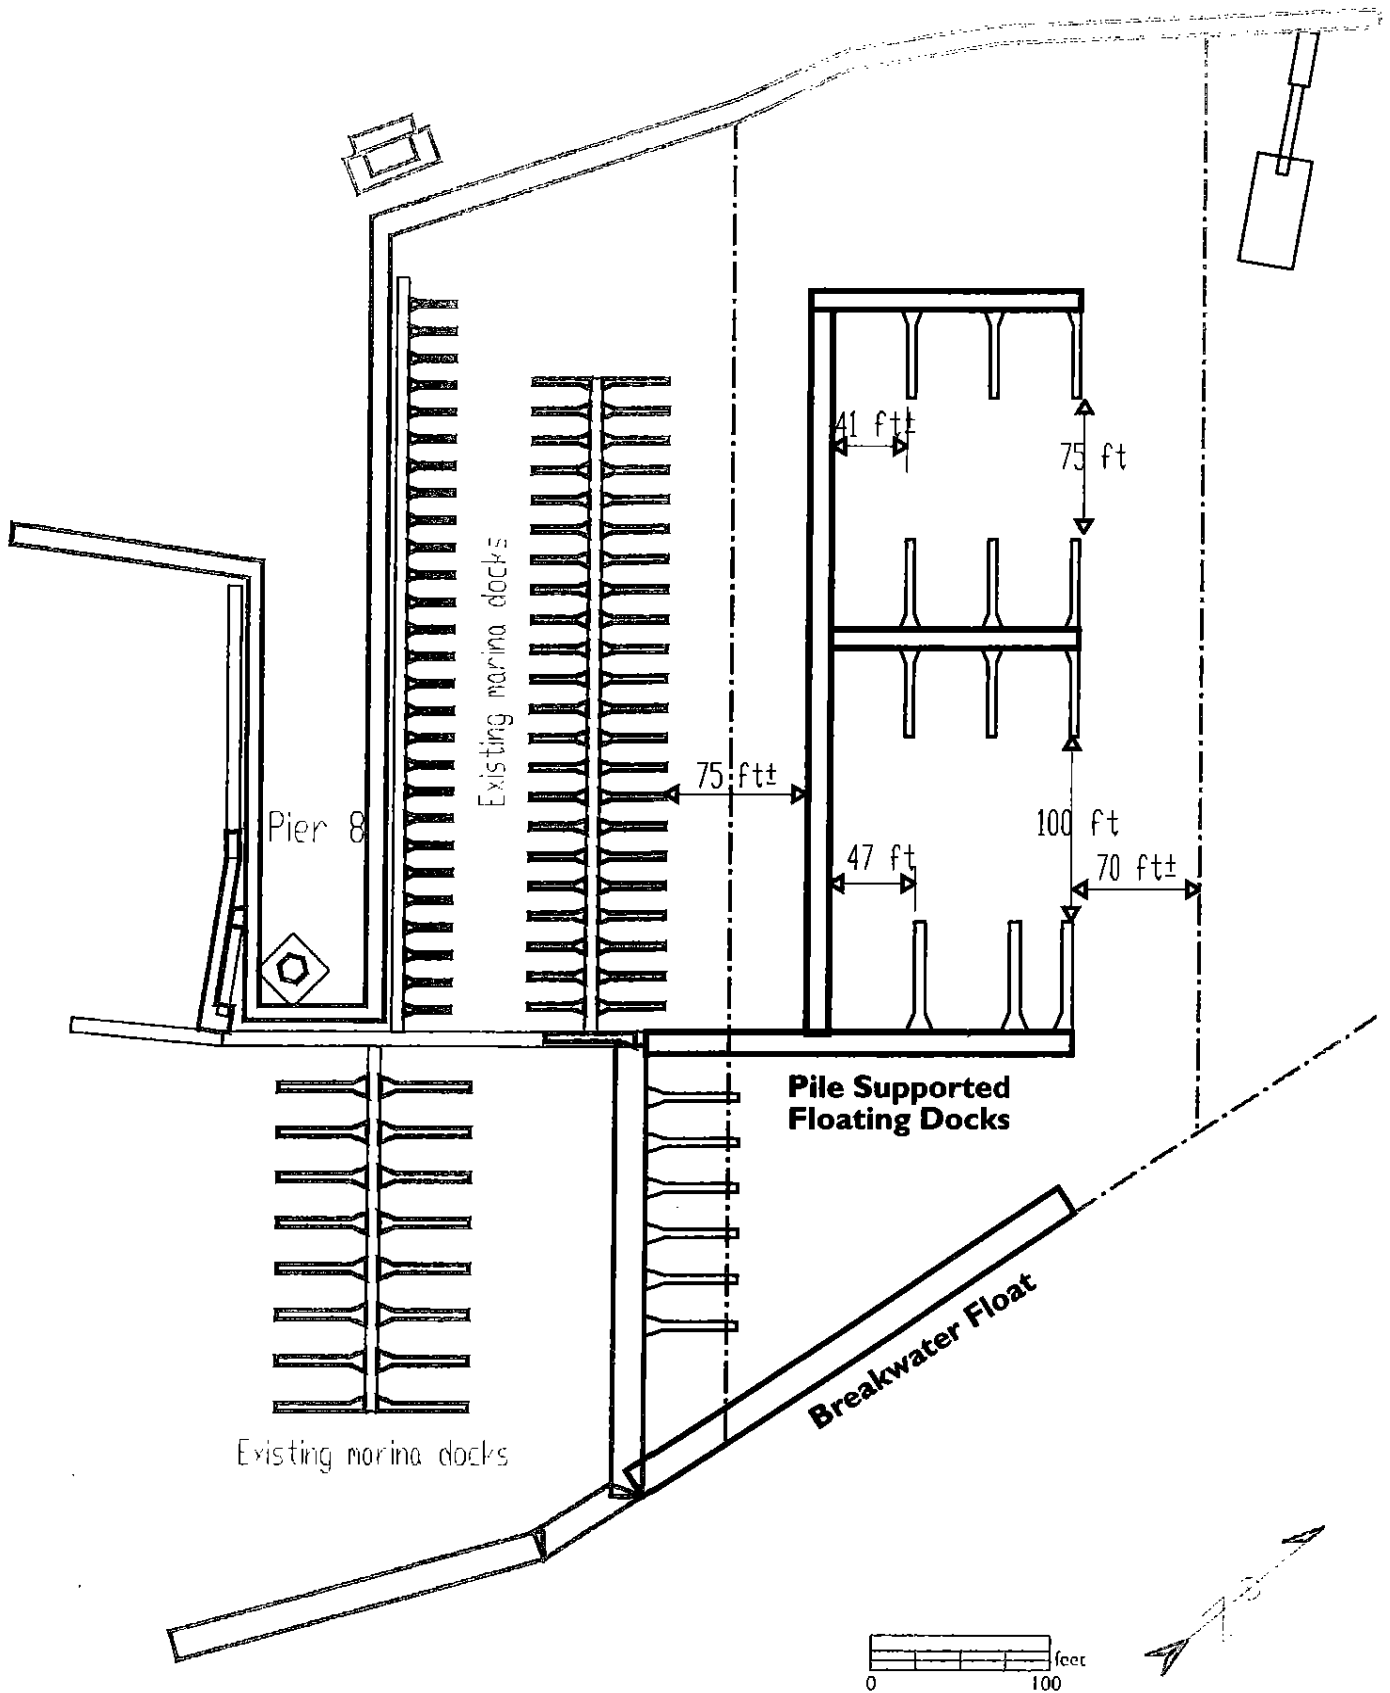 41 ft±
75 ft
Existing marina docks
75 ft±
Pier 8
100 ft
47 ft
70 ft±
Pile Supported
Floating Docks
Breakwater Float
Existing marina docks
feet
0 100